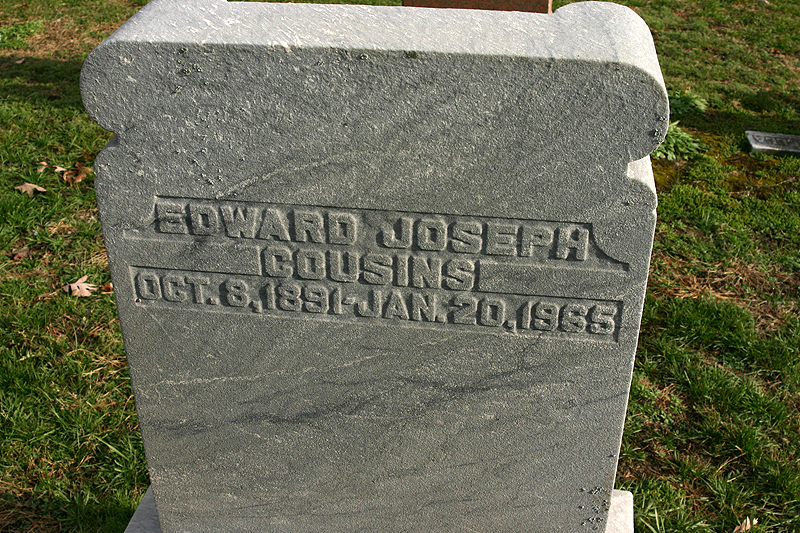 EDWARD JOSEPH
COUSINS
OCT. 8, 1891-JAN. 20, 1965